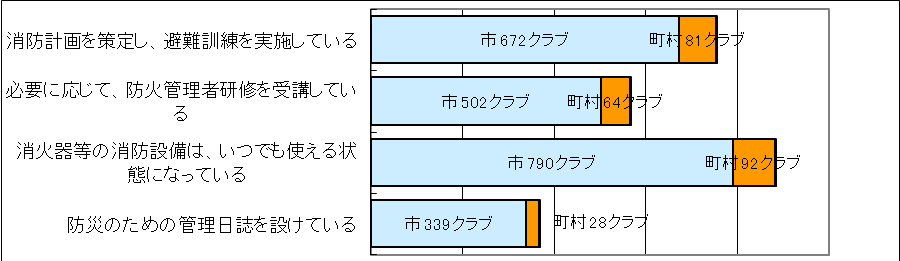 消防計画を策定し、避難訓練を実施している
市672クラブ
町村81クラブ
必要に応じて、防火管理者研修を受講してい
る
市502クラブ
町村64クラブ
消火器等の消防設備は、いつでも使える状
態になっている
市790クラブ
町村92クラブ
防災のための管理日誌を設けている
市339クラブ
町村28クラブ